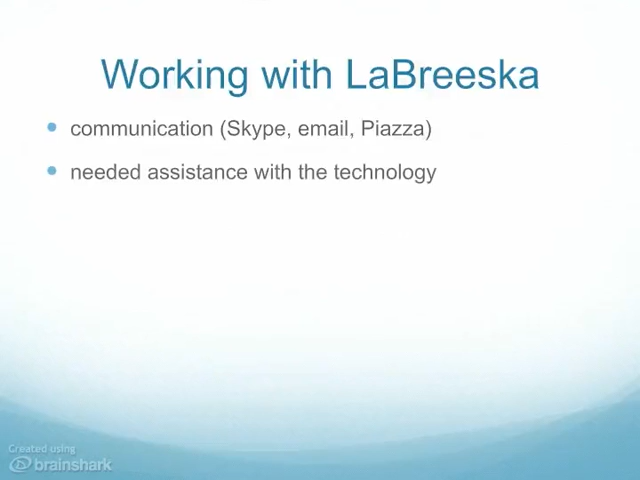 Working with LaBreeska
communication (Skype, email, Piazza)
needed assistance with the technology
Created using
brainshark